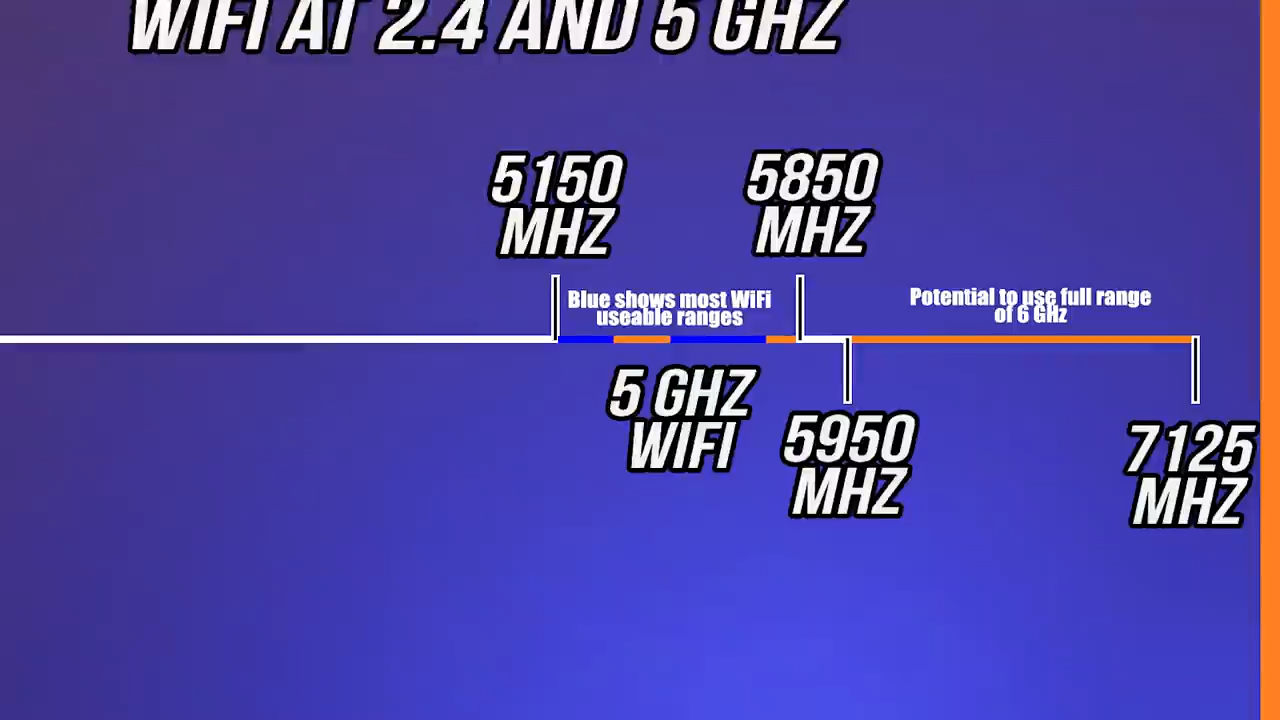 WIFI AT 2.4 AND 5 GHZ
5150
MHZ
5850
MHZ
Blue shows most WiFi
useable ranges
Potential to use full range
of 6 GHz
5 GHZ
WIFI
5950
MHZ
7125
MHZ